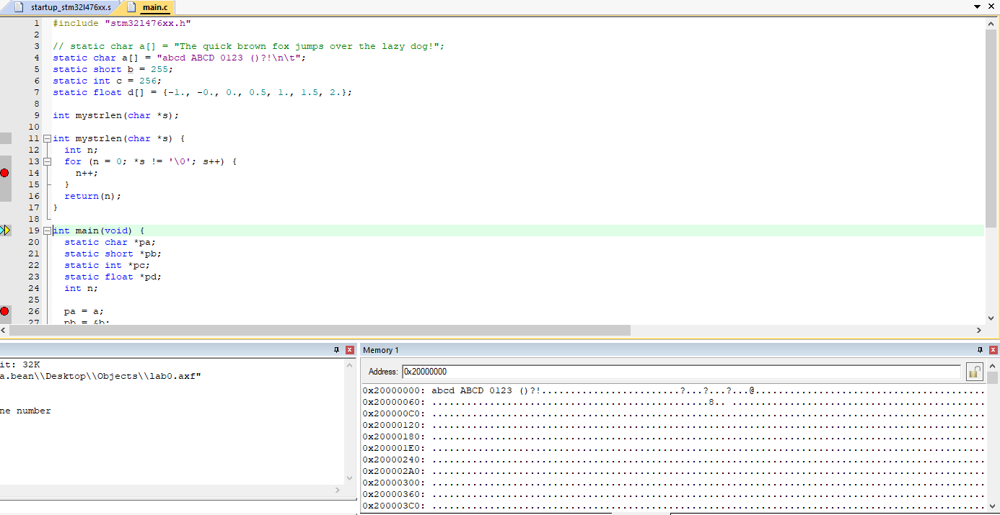 startup_stm32l476xx.s main.c
1 #include "stm32l476xx.h"
2
3 // static char a[] = "The quick brown fox jumps over the lazy dog!";
4 static char a[] = "abcd ABCD 0123 ()?!\n\t";
5 static short b = 255;
6 static int c = 256;
7 static float d[] = {-1., -0., 0., 0.5, 1., 1.5, 2.};
8
9 int mystrlen(char *s);
10
11 int mystrlen(char *s) {
12 int n;
13 for (n = 0; *s != '\0'; s++) {
14 n++;
15 }
16 return(n);
17 }
18
19 int main(void) {
20 static char *pa;
21 static short *pb;
22 static int *pc;
23 static float *pd;
24 int n;
25
26 pa = a;
27 pb = &b;
it: 32K
a.bean\\Desktop\\Objects\\lab0.axf"
ne number
Memory 1
Address: 0x20000000
0x20000000: abcd ABCD 0123 ()?!........................?...?...?...@........................................
0x20000060: ................................................8.. ............................................
0x200000C0: ................................................................................................
0x20000120: ................................................................................................
0x20000180: ................................................................................................
0x200001E0: ................................................................................................
0x20000240: ................................................................................................
0x200002A0: ................................................................................................
0x20000300: ................................................................................................
0x20000360: ................................................................................................
0x200003C0: ................................................................................................